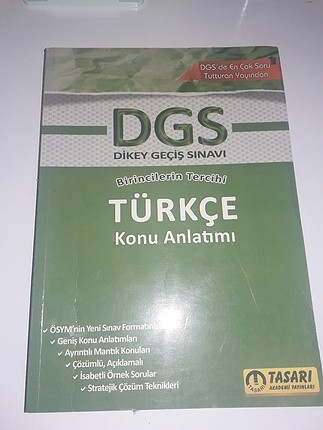 DGS'de En Çok Soru
Tutturan Yayından
DGS
DİKEY GEÇİŞ SINAVI
Birincilerin Tercihi
TÜRKÇE
Konu Anlatımı
ÖSYM'nin Yeni Sınav Formatına
Geniş Konu Anlatımları
Ayrıntılı Mantık Konuları
Çözümlü, Açıklamalı
İsabetli Örnek Sorular
Stratejik Çözüm Teknikleri
TASARI
TASARI
AKADEMİ YAYINLARI